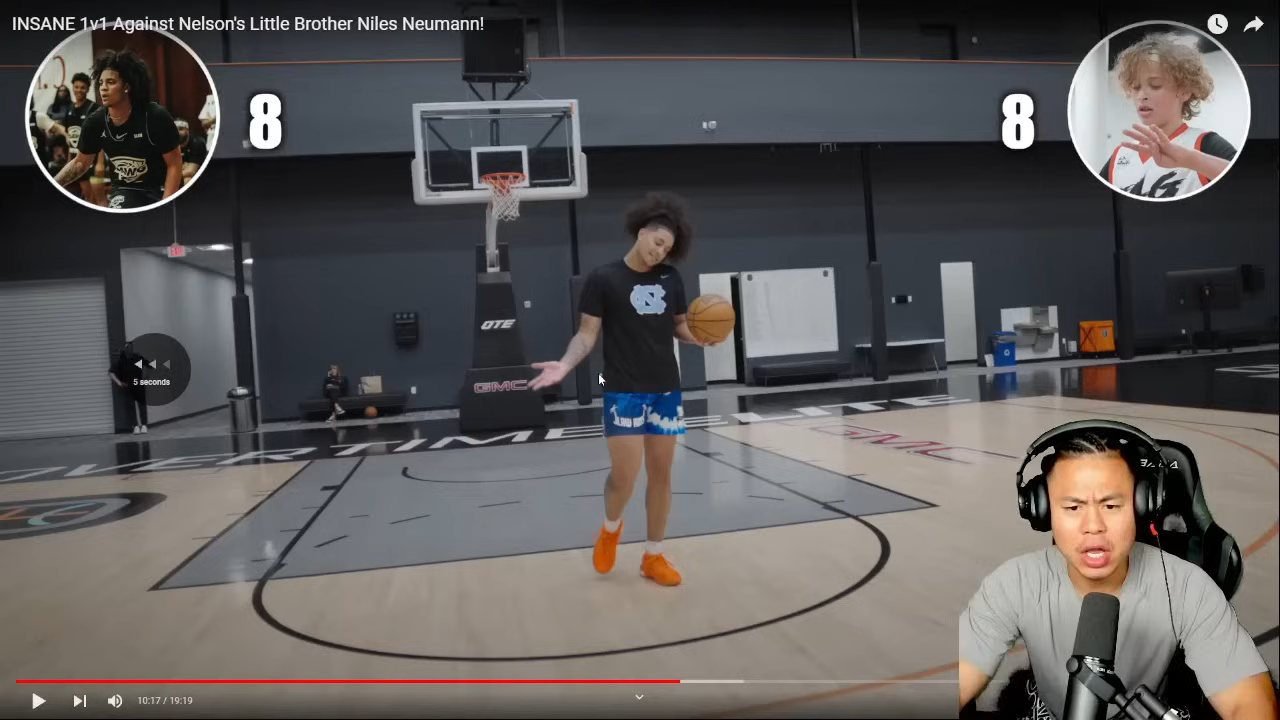 INSANE 1v1 Against Nelson's Little Brother Niles Neumann!
8
8
OTE
GMC
5 seconds
OVERTIME ELITE
GMC
10:17 / 19:19